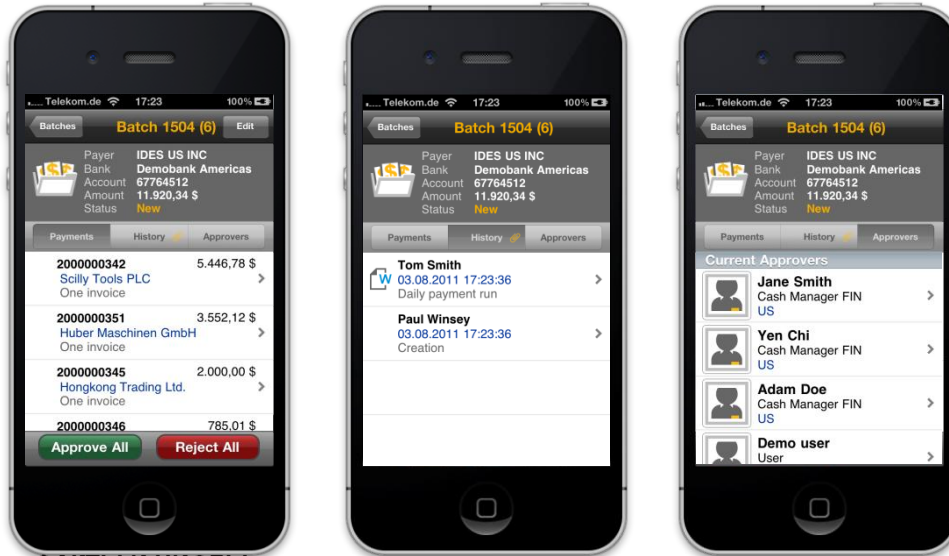 Telekom.de 17:23 100%
Batches Batch 1504 (6) Edit
Payer IDES US INC
Bank Demobank Americas
Account 67764512
Amount 11.920,34 $
Status New
Payments History Approvers
2000000342 5.446,78 $
Scilly Tools PLC
One invoice
2000000351 3.552,12 $
Huber Maschinen GmbH
One invoice
2000000345 2.000,00 $
Hongkong Trading Ltd.
One invoice
2000000346 785,01 $
Approve All Reject All
Telekom.de 17:23 100%
Batches Batch 1504 (6)
Payer IDES US INC
Bank Demobank Americas
Account 67764512
Amount 11.920,34 $
Status New
Payments History Approvers
Tom Smith
W 03.08.2011 17:23:36
Daily payment run
Paul Winsey
03.08.2011 17:23:36
Creation
Telekom.de 17:23 100%
Batches Batch 1504 (6)
Payer IDES US INC
Bank Demobank Americas
Account 67764512
Amount 11.920,34 $
Status New
Payments History Approvers
Current Approvers
Jane Smith
Cash Manager FIN
US
Yen Chi
Cash Manager FIN
US
Adam Doe
Cash Manager FIN
US
Demo user
User